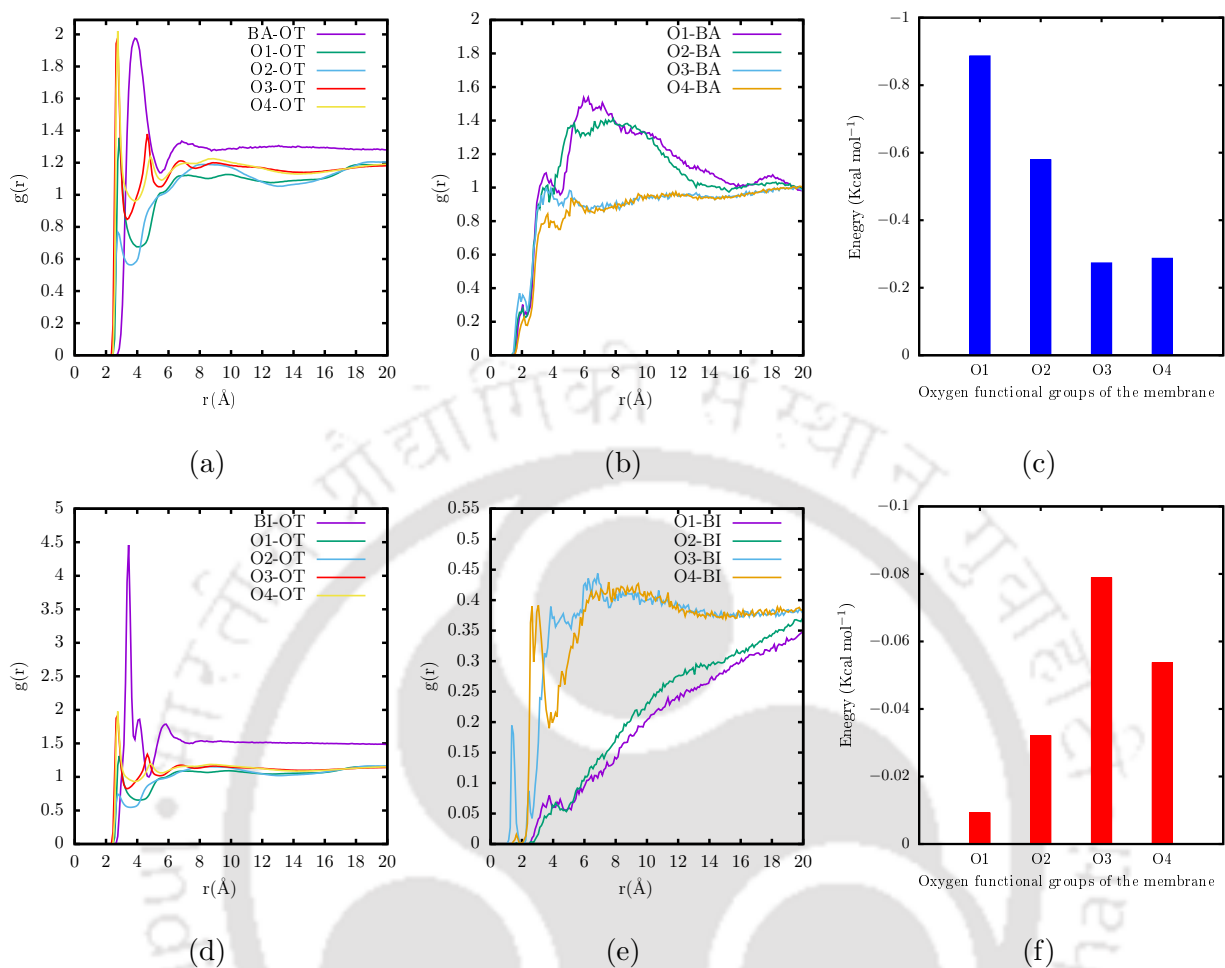 BA-OT
O1-OT
O2-OT
O3-OT
O4-OT
g(r)
0 0.2 0.4 0.6 0.8 1 1.2 1.4 1.6 1.8 2
0 2 4 6 8 10 12 14 16 18 20
r(Å)
(a)
O1-BA
O2-BA
O3-BA
O4-BA
g(r)
0 0.2 0.4 0.6 0.8 1 1.2 1.4 1.6 1.8 2
0 2 4 6 8 10 12 14 16 18 20
r(Å)
(b)
Enegry (Kcal mol⁻¹)
0 −0.2 −0.4 −0.6 −0.8 −1
O1 O2 O3 O4
Oxygen functional groups of the membrane
(c)
BI-OT
O1-OT
O2-OT
O3-OT
O4-OT
g(r)
0 0.5 1 1.5 2 2.5 3 3.5 4 4.5 5
0 2 4 6 8 10 12 14 16 18 20
r(Å)
(d)
O1-BI
O2-BI
O3-BI
O4-BI
g(r)
0 0.05 0.1 0.15 0.2 0.25 0.3 0.35 0.4 0.45 0.5 0.55
0 2 4 6 8 10 12 14 16 18 20
r(Å)
(e)
Enegry (Kcal mol⁻¹)
0 −0.02 −0.04 −0.06 −0.08 −0.1
O1 O2 O3 O4
Oxygen functional groups of the membrane
(f)